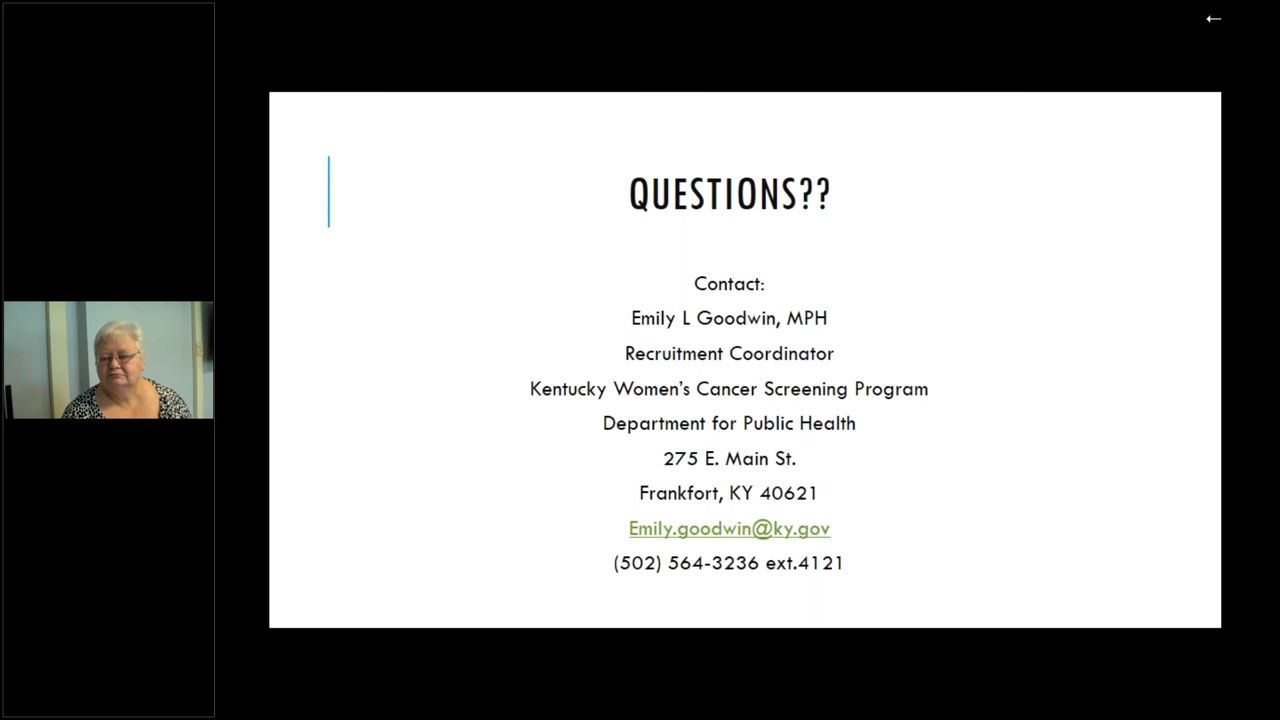 QUESTIONS??
Contact:
Emily L Goodwin, MPH
Recruitment Coordinator
Kentucky Women's Cancer Screening Program
Department for Public Health
275 E. Main St.
Frankfort, KY 40621
Emily.goodwin@ky.gov
(502) 564-3236 ext.4121